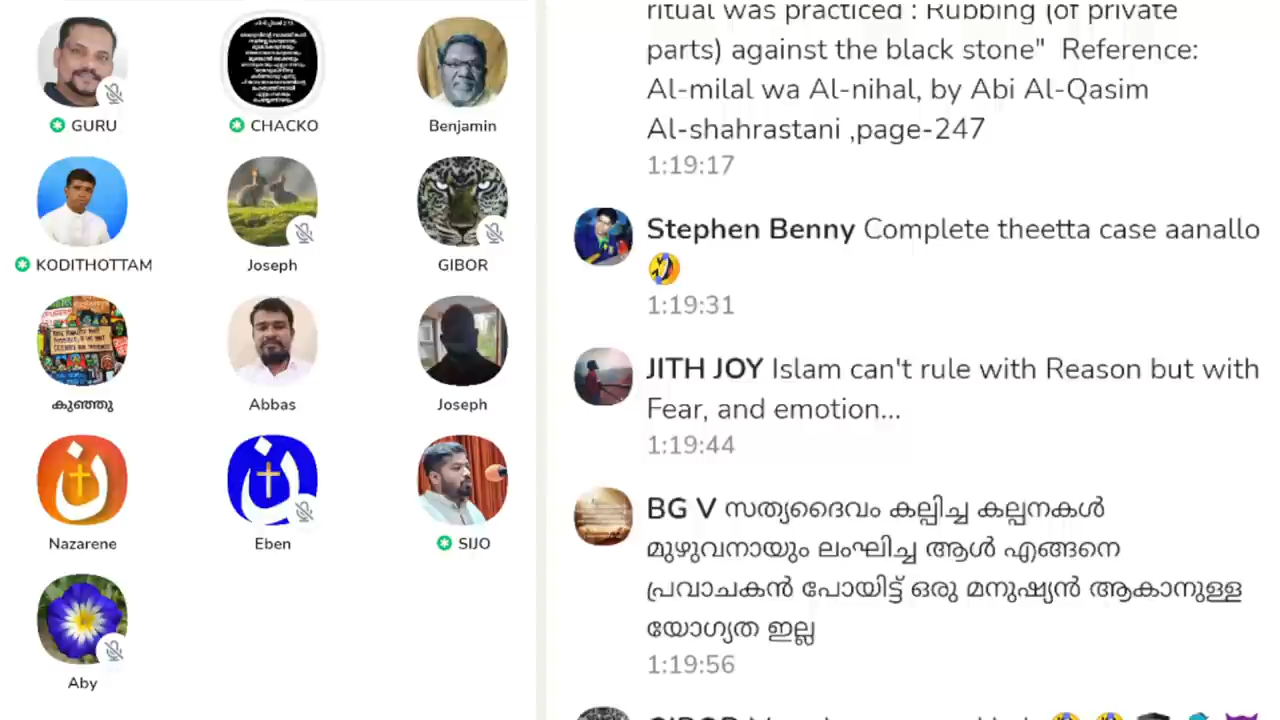 GURU
CHACKO
Benjamin
KODITHOTTAM
Joseph
GIBOR
കുഞ്ഞു
Abbas
Joseph
Nazarene
Eben
SIJO
Aby
ritual was practiced : Rubbing (of private
parts) against the black stone" Reference:
Al-milal wa Al-nihal, by Abi Al-Qasim
Al-shahrastani ,page-247
1:19:17
Stephen Benny Complete theetta case aanallo
🤣
1:19:31
JITH JOY Islam can't rule with Reason but with
Fear, and emotion...
1:19:44
BG V സത്യദൈവം കല്പിച്ച കല്പനകൾ
മുഴുവനായും ലംഘിച്ച ആൾ എങ്ങനെ
പ്രവാചകൻ പോയിട്ട് ഒരു മനുഷ്യൻ ആകാനുള്ള
യോഗ്യത ഇല്ല
1:19:56
GIBOR